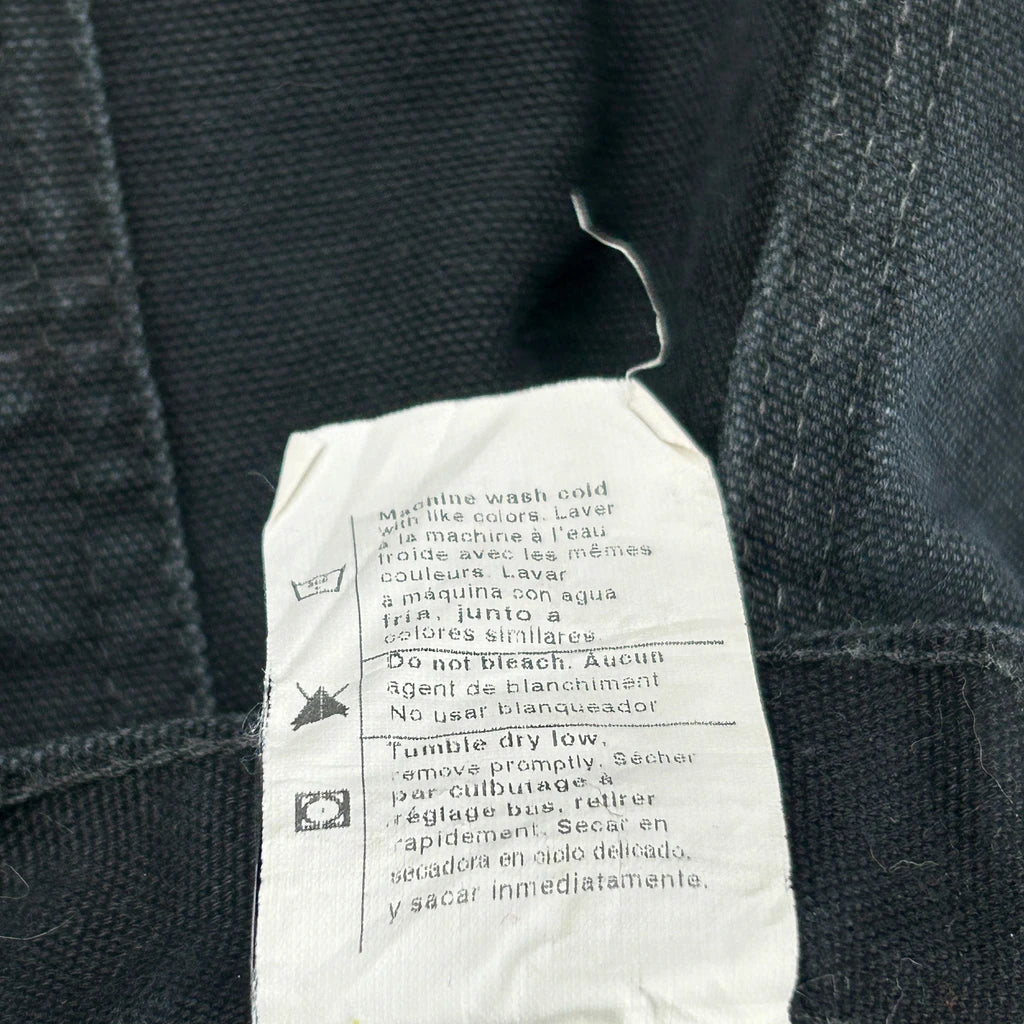 Machine wash cold
with like colors. Laver
à la machine à l'eau
froide avec les mêmes
couleurs. Lavar
a máquina con agua
fria, junto a
colores similares.
Do not bleach. Aucun
agent de blanchiment
No usar blanqueador
Tumble dry low,
remove promptly. Sécher
par culbutage à
réglage bas, retirer
rapidement. Secar en
secadora en ciclo delicado,
y sacar inmediatamente.